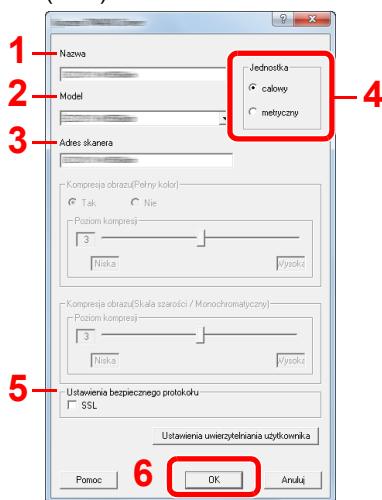 1
Nazwa
Jednostka
calowy
4
2
Model
metryczny
3
Adres skanera
Kompresja obrazu(Pełny kolor)
Tak Nie
Poziom kompresji
3
Niska Wysoka
Kompresja obrazu(Skala szarości / Monochromatyczny)
Poziom kompresji
3
Niska Wysoka
5
Ustawienia bezpiecznego protokołu
SSL
Ustawienia uwierzytelniania użytkownika
Pomoc 6 OK Anuluj